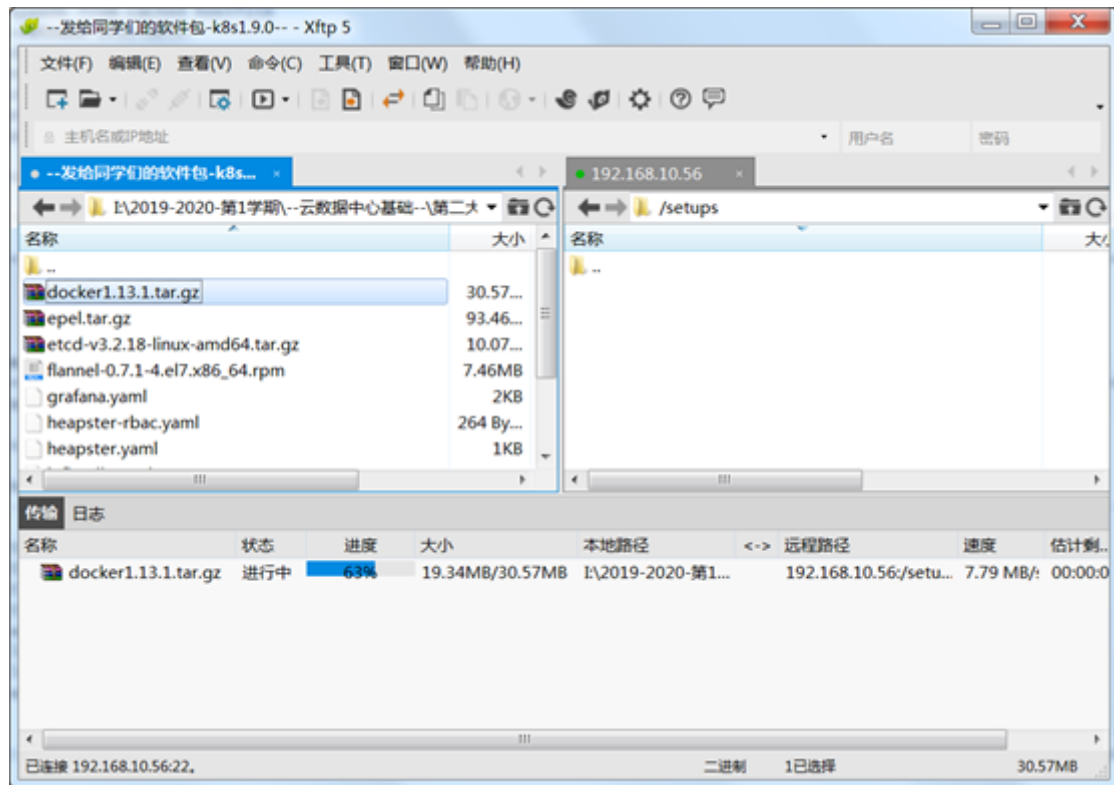 --发给同学们的软件包-k8s1.9.0-- - Xftp 5
文件(F) 编辑(E) 查看(V) 命令(C) 工具(T) 窗口(W) 帮助(H)
主机名或IP地址 用户名 密码
--发给同学们的软件包-k8s... × 192.168.10.56 ×
I:\2019-2020-第1学期\--云数据中心基础--\第二大 /setups
名称 大小 名称
.. ..
docker1.13.1.tar.gz 30.57...
epel.tar.gz 93.46...
etcd-v3.2.18-linux-amd64.tar.gz 10.07...
flannel-0.7.1-4.el7.x86_64.rpm 7.46MB
grafana.yaml 2KB
heapster-rbac.yaml 264 By...
heapster.yaml 1KB
传输 日志
名称 状态 进度 大小 本地路径 <-> 远程路径 速度 估计剩..
docker1.13.1.tar.gz 进行中 63% 19.34MB/30.57MB I:\2019-2020-第1... 192.168.10.56:/setu... 7.79 MB/ 00:00:0
已连接 192.168.10.56:22。 二进制 1已选择 30.57MB